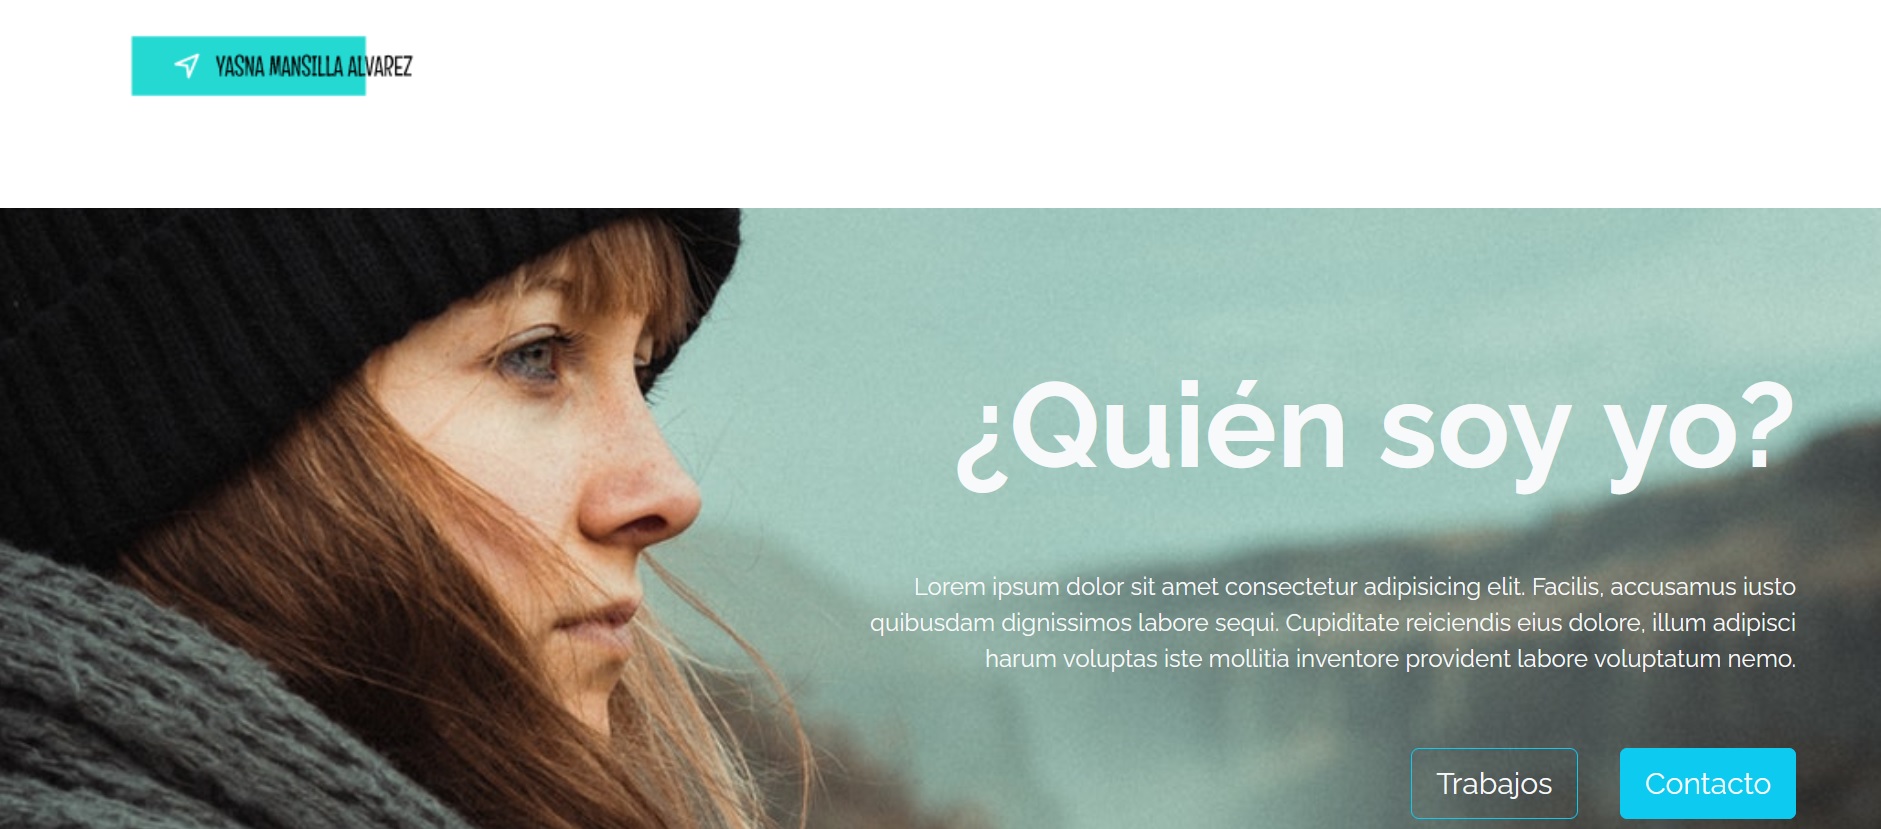 YASNA MANSILLA ALVAREZ
¿Quién soy yo?
Lorem ipsum dolor sit amet consectetur adipisicing elit. Facilis, accusamus iusto
quibusdam dignissimos labore sequi. Cupiditate reiciendis eius dolore, illum adipisci
harum voluptas iste mollitia inventore provident labore voluptatum nemo.
Trabajos Contacto